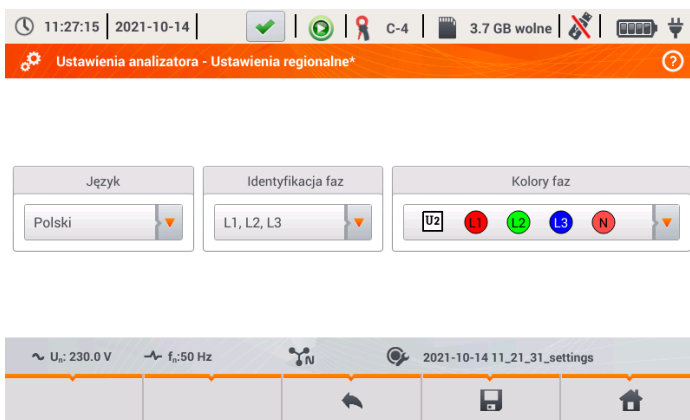 11:27:15 2021-10-14 C-4 3.7 GB wolne
Ustawienia analizatora - Ustawienia regionalne*
?
Język Identyfikacja faz Kolory faz
Polski L1, L2, L3 U2 L1 L2 L3 N
Uₙ: 230.0 V fₙ:50 Hz N 2021-10-14 11_21_31_settings